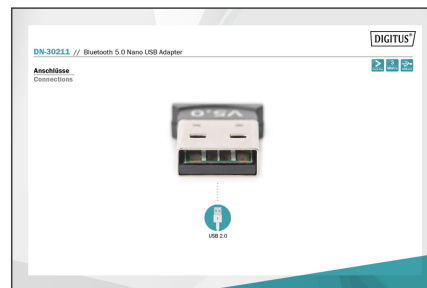 DIGITUS®
DN-30211 // Bluetooth 5.0 Nano USB Adapter
Anschlüsse
Connections
V5.0
USB 2.0